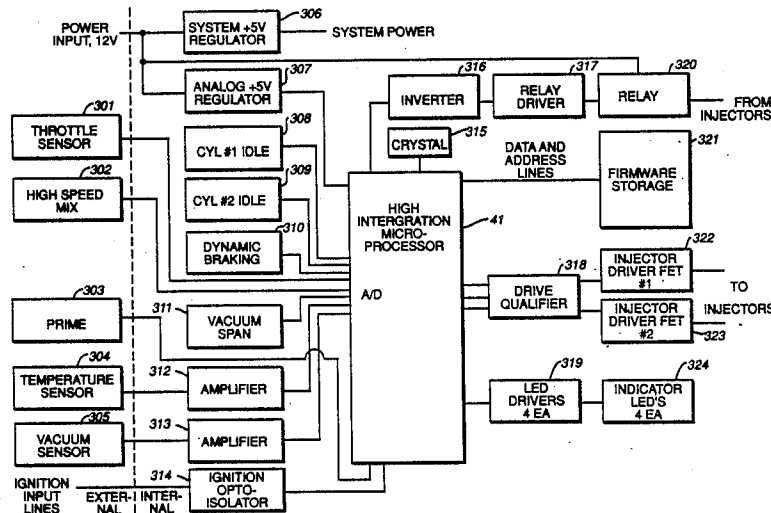 POWER
INPUT, 12V
SYSTEM +5V
REGULATOR
306
SYSTEM POWER
ANALOG +5V
REGULATOR
307
301
THROTTLE
SENSOR
302
HIGH SPEED
MIX
303
PRIME
304
TEMPERATURE
SENSOR
305
VACUUM
SENSOR
IGNITION
INPUT
LINES
EXTER-
NAL
INTER-
NAL
308
CYL #1 IDLE
309
CYL #2 IDLE
310
DYNAMIC
BRAKING
311
VACUUM
SPAN
312
AMPLIFIER
313
AMPLIFIER
314
IGNITION
OPTO-
ISOLATOR
316
INVERTER
317
RELAY
DRIVER
320
RELAY
FROM
INJECTORS
315
CRYSTAL
DATA AND
ADDRESS
LINES
321
FIRMWARE
STORAGE
HIGH
INTERGRATION
MICRO-
PROCESSOR
A/D
41
318
DRIVE
QUALIFIER
322
INJECTOR
DRIVER FET
#1
INJECTOR
DRIVER FET
#2
323
TO
INJECTORS
319
LED
DRIVERS
4 EA
324
INDICATOR
LED'S
4 EA